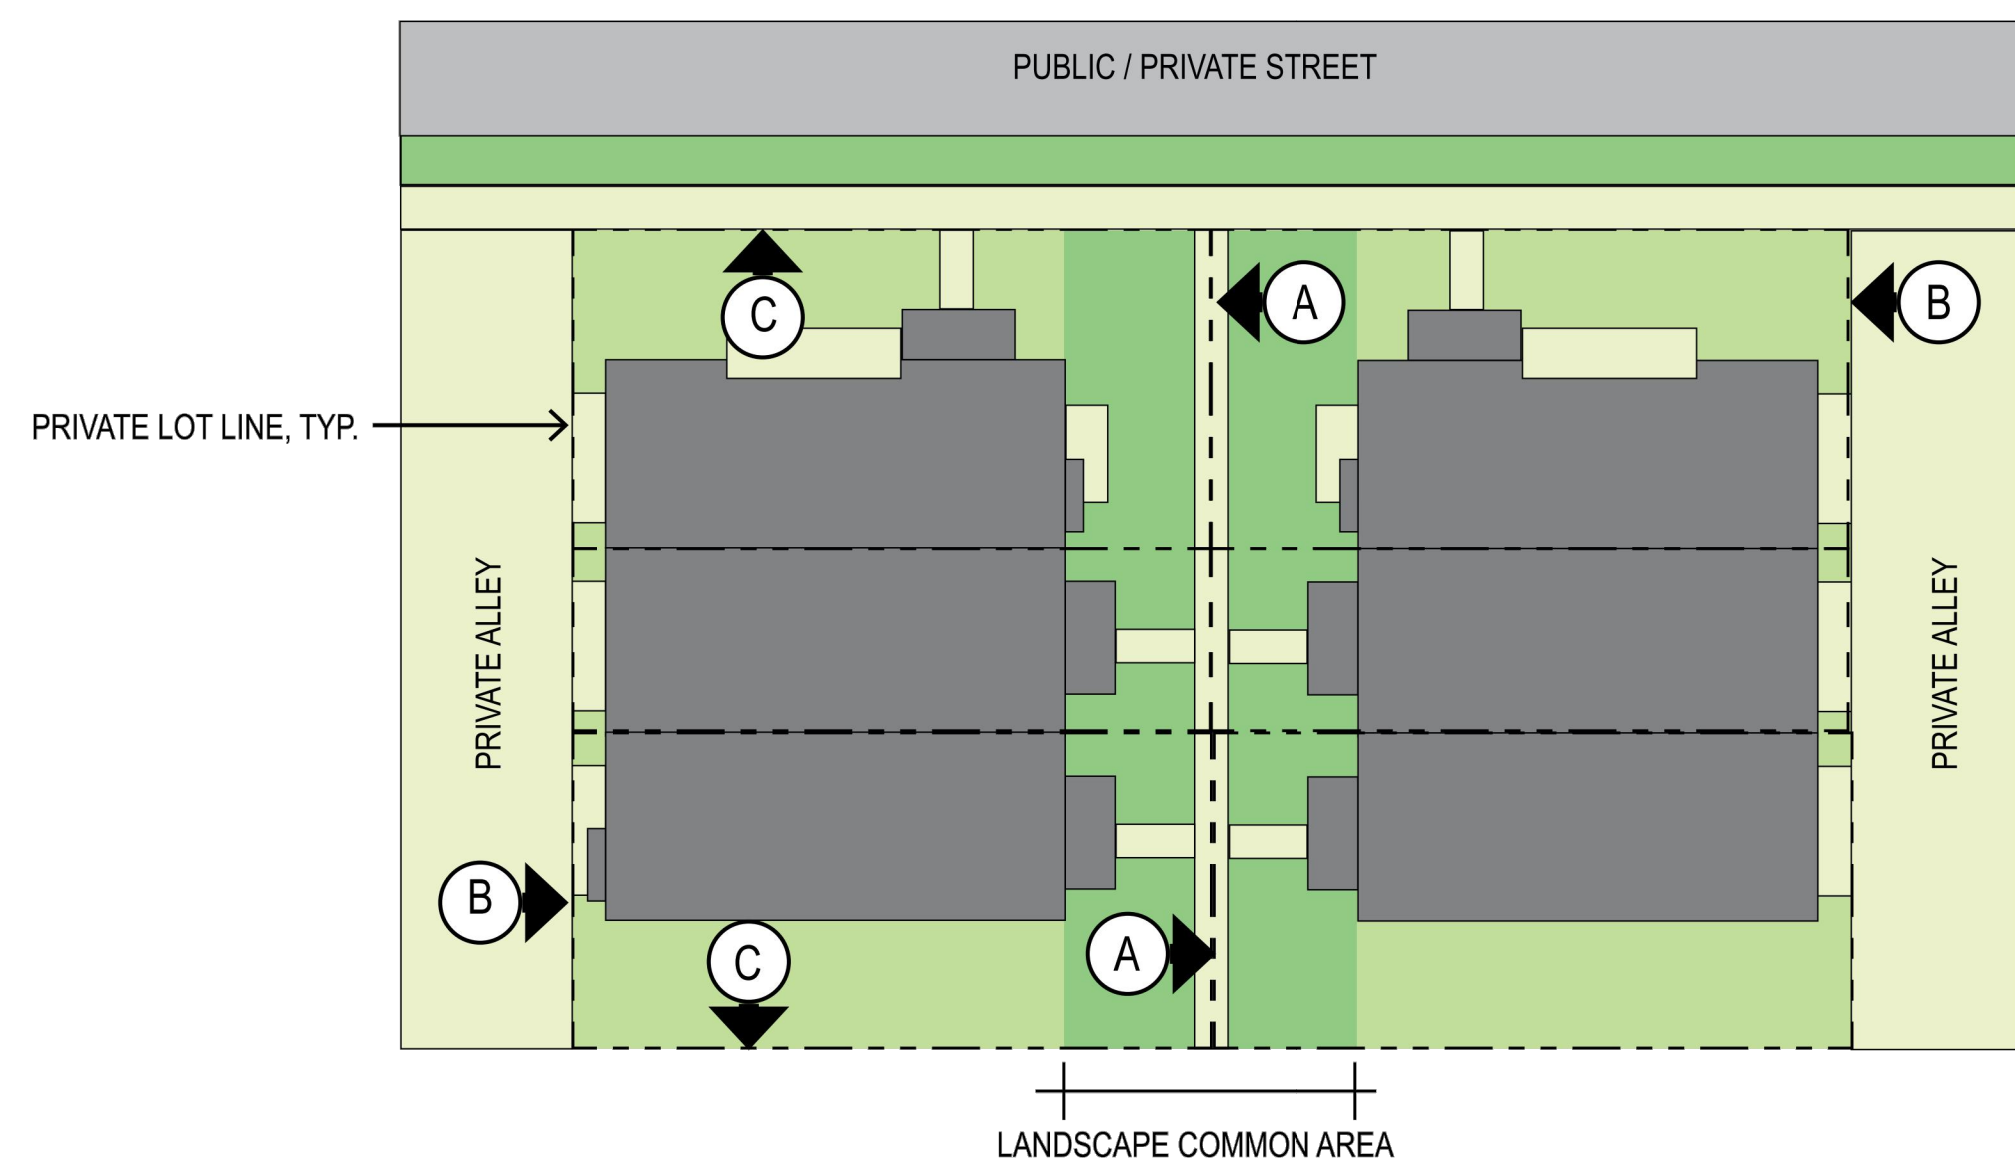 PUBLIC / PRIVATE STREET
C
A
B
PRIVATE LOT LINE, TYP.
PRIVATE ALLEY
PRIVATE ALLEY
B
C
A
LANDSCAPE COMMON AREA